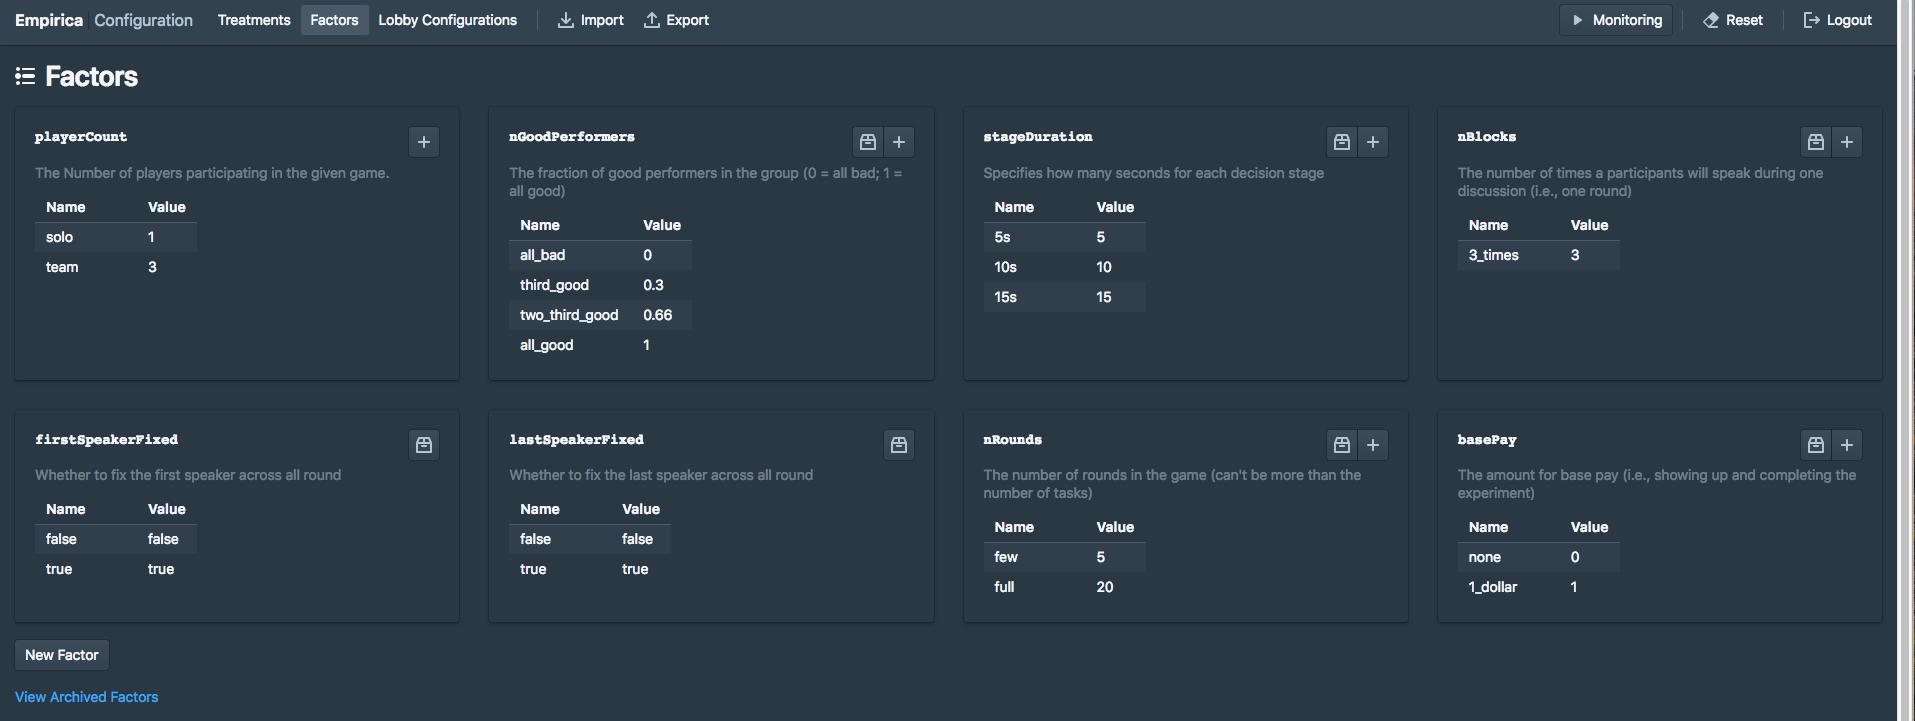 Empirica Configuration Treatments Factors Lobby Configurations Import Export Monitoring Reset Logout
Factors
playerCount
The Number of players participating in the given game.
Name Value
solo 1
team 3
nGoodPerformers
The fraction of good performers in the group (0 = all bad; 1 =
all good)
Name Value
all_bad 0
third_good 0.3
two_third_good 0.66
all_good 1
stageDuration
Specifies how many seconds for each decision stage
Name Value
5s 5
10s 10
15s 15
nBlocks
The number of times a participants will speak during one
discussion (i.e., one round)
Name Value
3_times 3
firstSpeakerFixed
Whether to fix the first speaker across all round
Name Value
false false
true true
lastSpeakerFixed
Whether to fix the last speaker across all round
Name Value
false false
true true
nRounds
The number of rounds in the game (can't be more than the
number of tasks)
Name Value
few 5
full 20
basePay
The amount for base pay (i.e., showing up and completing the
experiment)
Name Value
none 0
1_dollar 1
New Factor
View Archived Factors